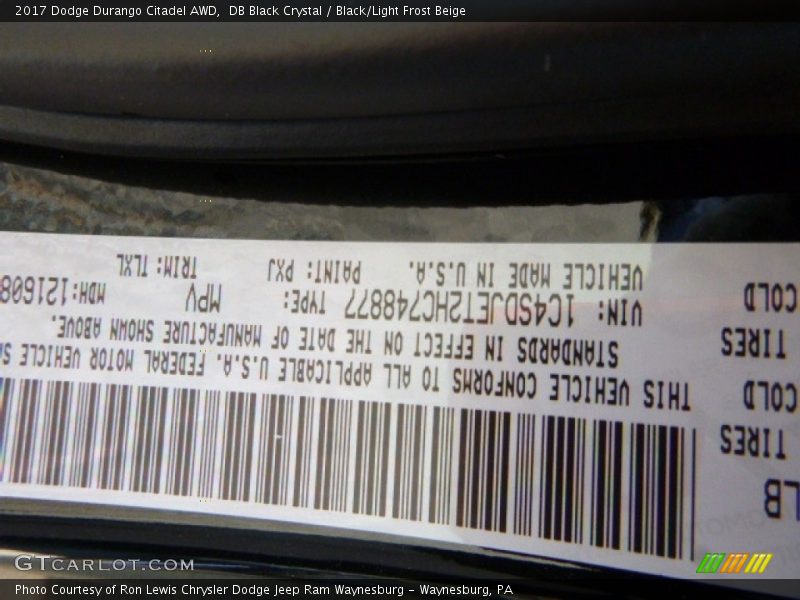 2017 Dodge Durango Citadel AWD,  DB Black Crystal / Black/Light Frost Beige
LB
TIRES
COLD
TIRES
COLD
THIS VEHICLE CONFORMS TO ALL APPLICABLE U.S.A. FEDERAL MOTOR VEHICLE
STANDARDS IN EFFECT ON THE DATE OF MANUFACTURE SHOWN ABOVE.
VIN: 1C4SDJET2HC748877 TYPE: MPV MDH:121608
VEHICLE MADE IN U.S.A. PAINT: PXJ TRIM: TLXL
GTCARLOT.COM
Photo Courtesy of Ron Lewis Chrysler Dodge Jeep Ram Waynesburg - Waynesburg, PA